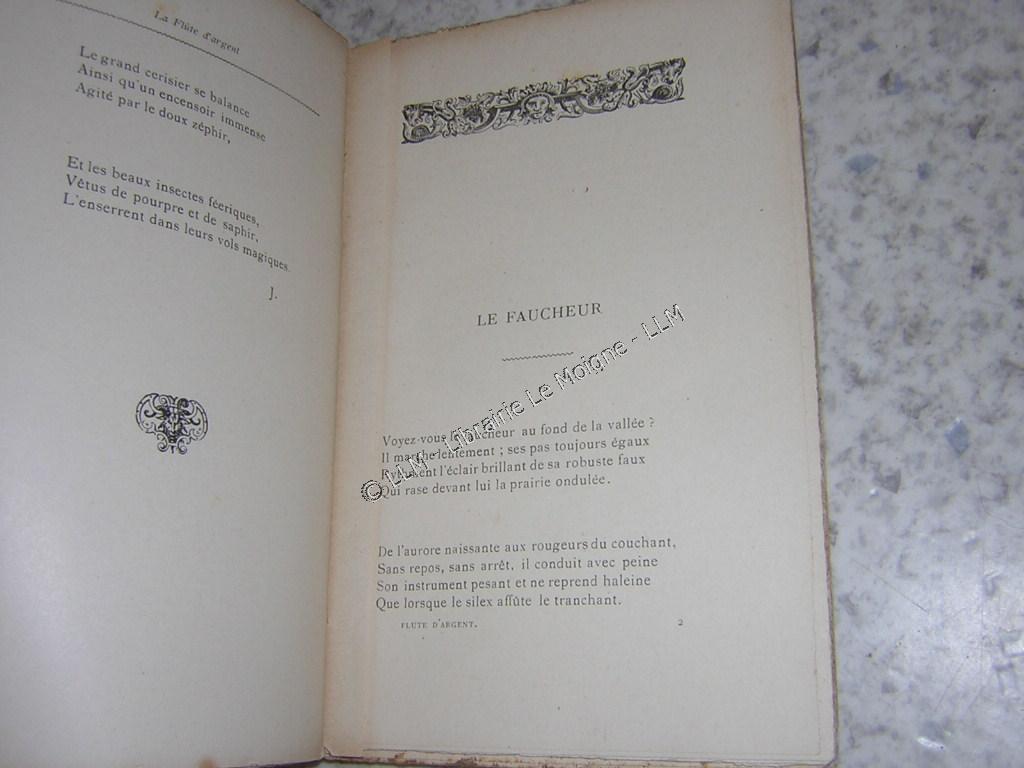 La Flûte d'argent
Le grand cerisier se balance
Ainsi qu'un encensoir immense
Agité par le doux zéphir,
Et les beaux insectes féeriques,
Vêtus de pourpre et de saphir,
L'enserrent dans leurs vols magiques.
J.
LE FAUCHEUR
Voyez-vous le faucheur au fond de la vallée ?
Il marche lentement ; ses pas toujours égaux
Rythment l'éclair brillant de sa robuste faux
Qui rase devant lui la prairie ondulée.
De l'aurore naissante aux rougeurs du couchant,
Sans repos, sans arrêt, il conduit avec peine
Son instrument pesant et ne reprend haleine
Que lorsque le silex affûte le tranchant.
FLUTE D'ARGENT. 2
© LLM - Librairie Le Moigne - LLM